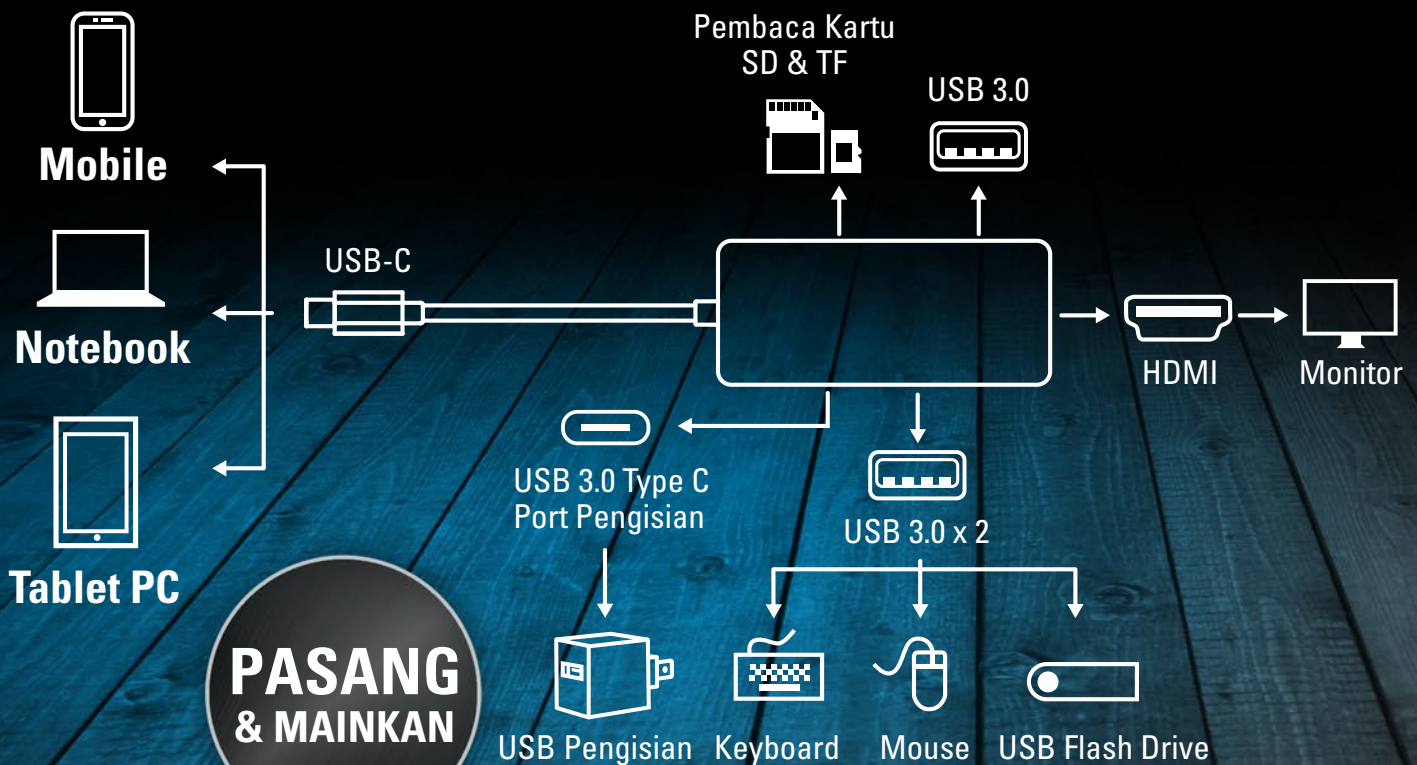 Pembaca Kartu
SD & TF
USB 3.0
Mobile
USB-C
Notebook
HDMI
Monitor
USB 3.0 Type C
Port Pengisian
USB 3.0 x 2
Tablet PC
PASANG
& MAINKAN
USB Pengisian
Keyboard
Mouse
USB Flash Drive